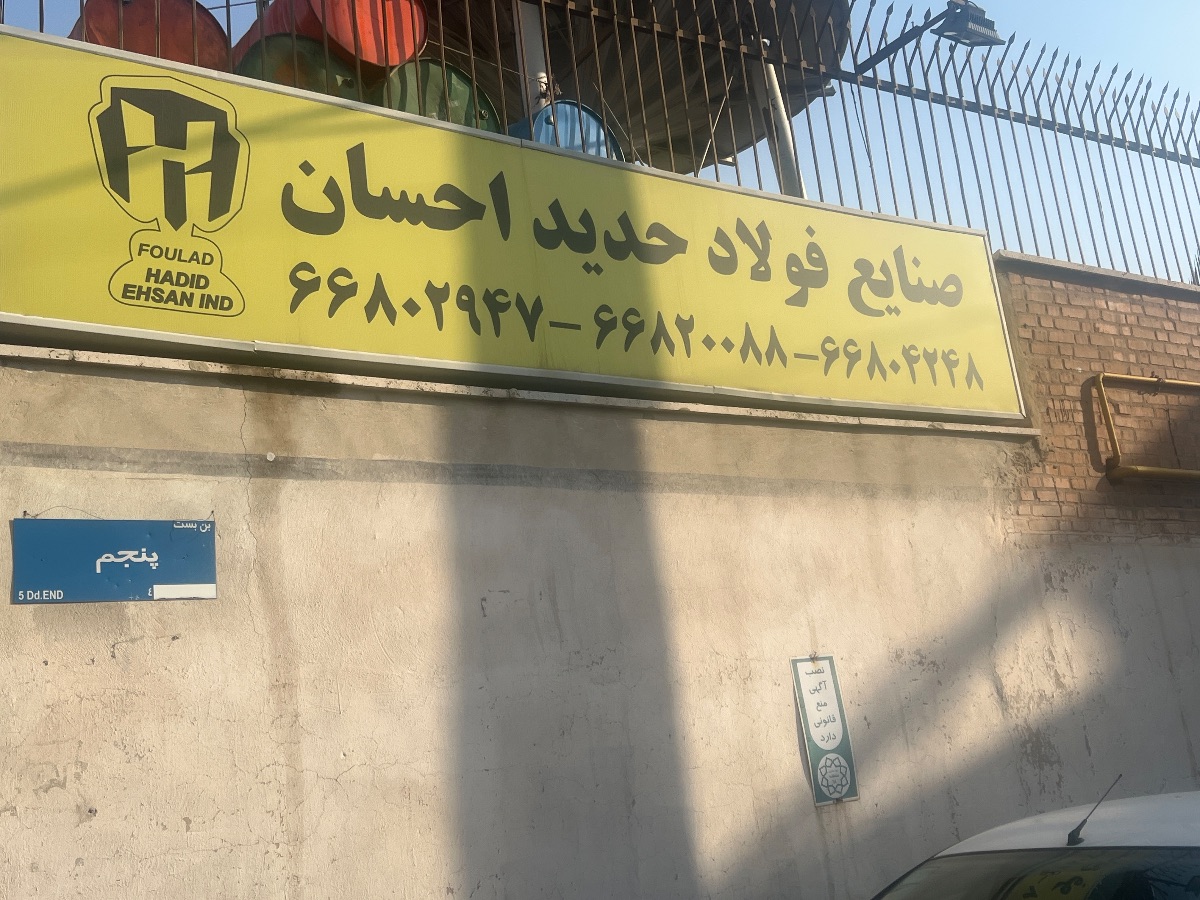 صنایع فولاد حدید احسان
۶۶۸۰۲۹۴۷ – ۶۶۸۲۰۰۸۸ – ۶۶۸۰۴۲۴۸
FOULAD
HADID
EHSAN IND
بن بست
پنجم
5 Dd.END
٤
نصب
آگهی
منع
قانونی
دارد